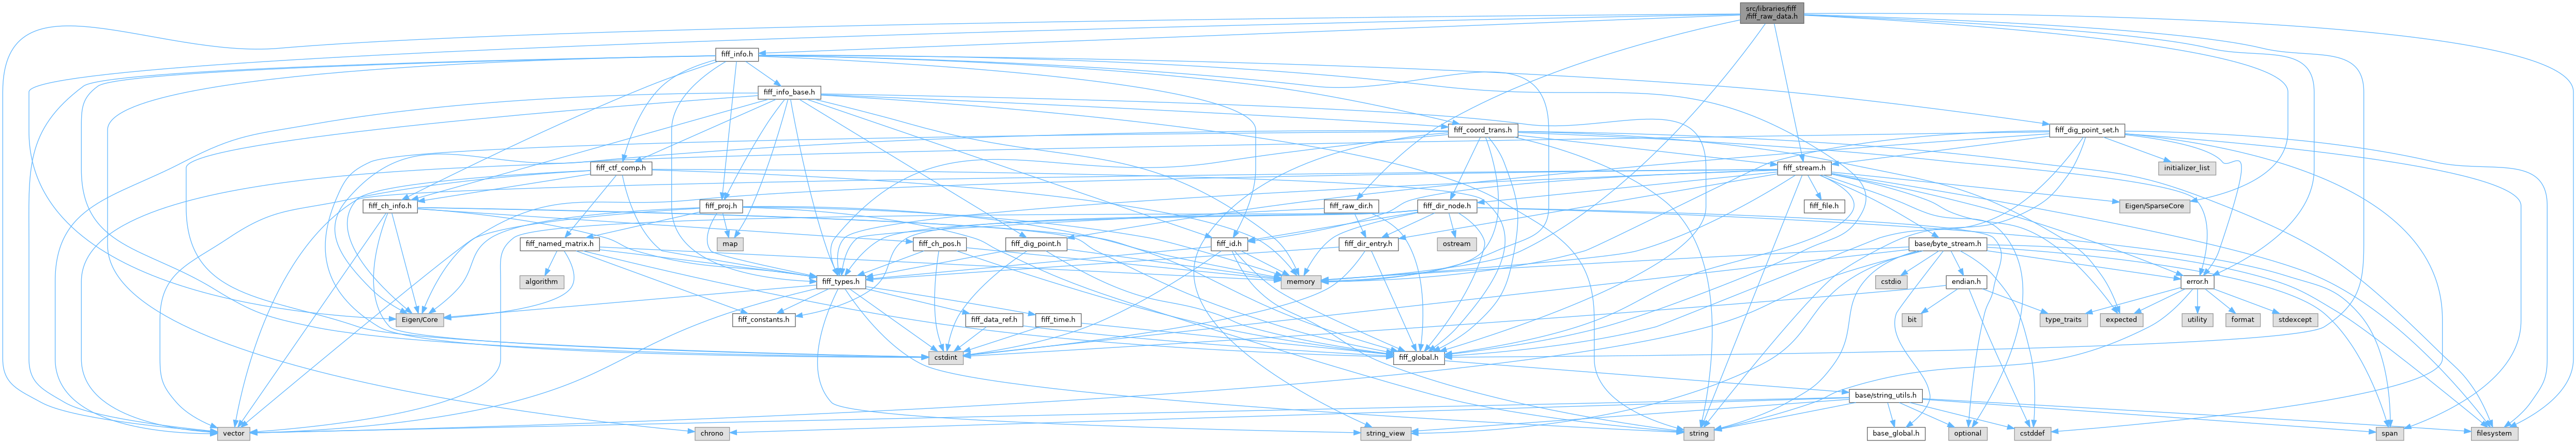 src/libraries/fiff
/fiff_raw_data.h
fiff_info.h
fiff_info_base.h
fiff_coord_trans.h
fiff_dig_point_set.h
fiff_ctf_comp.h
fiff_stream.h
initializer_list
fiff_ch_info.h
fiff_proj.h
fiff_raw_dir.h
fiff_dir_node.h
fiff_file.h
Eigen/SparseCore
fiff_named_matrix.h
map
fiff_ch_pos.h
fiff_dig_point.h
fiff_id.h
fiff_dir_entry.h
ostream
base/byte_stream.h
algorithm
fiff_types.h
memory
cstdio
endian.h
error.h
Eigen/Core
fiff_constants.h
fiff_data_ref.h
fiff_time.h
bit
type_traits
expected
utility
format
stdexcept
cstdint
fiff_global.h
base/string_utils.h
vector
chrono
string_view
string
base_global.h
optional
cstddef
span
filesystem